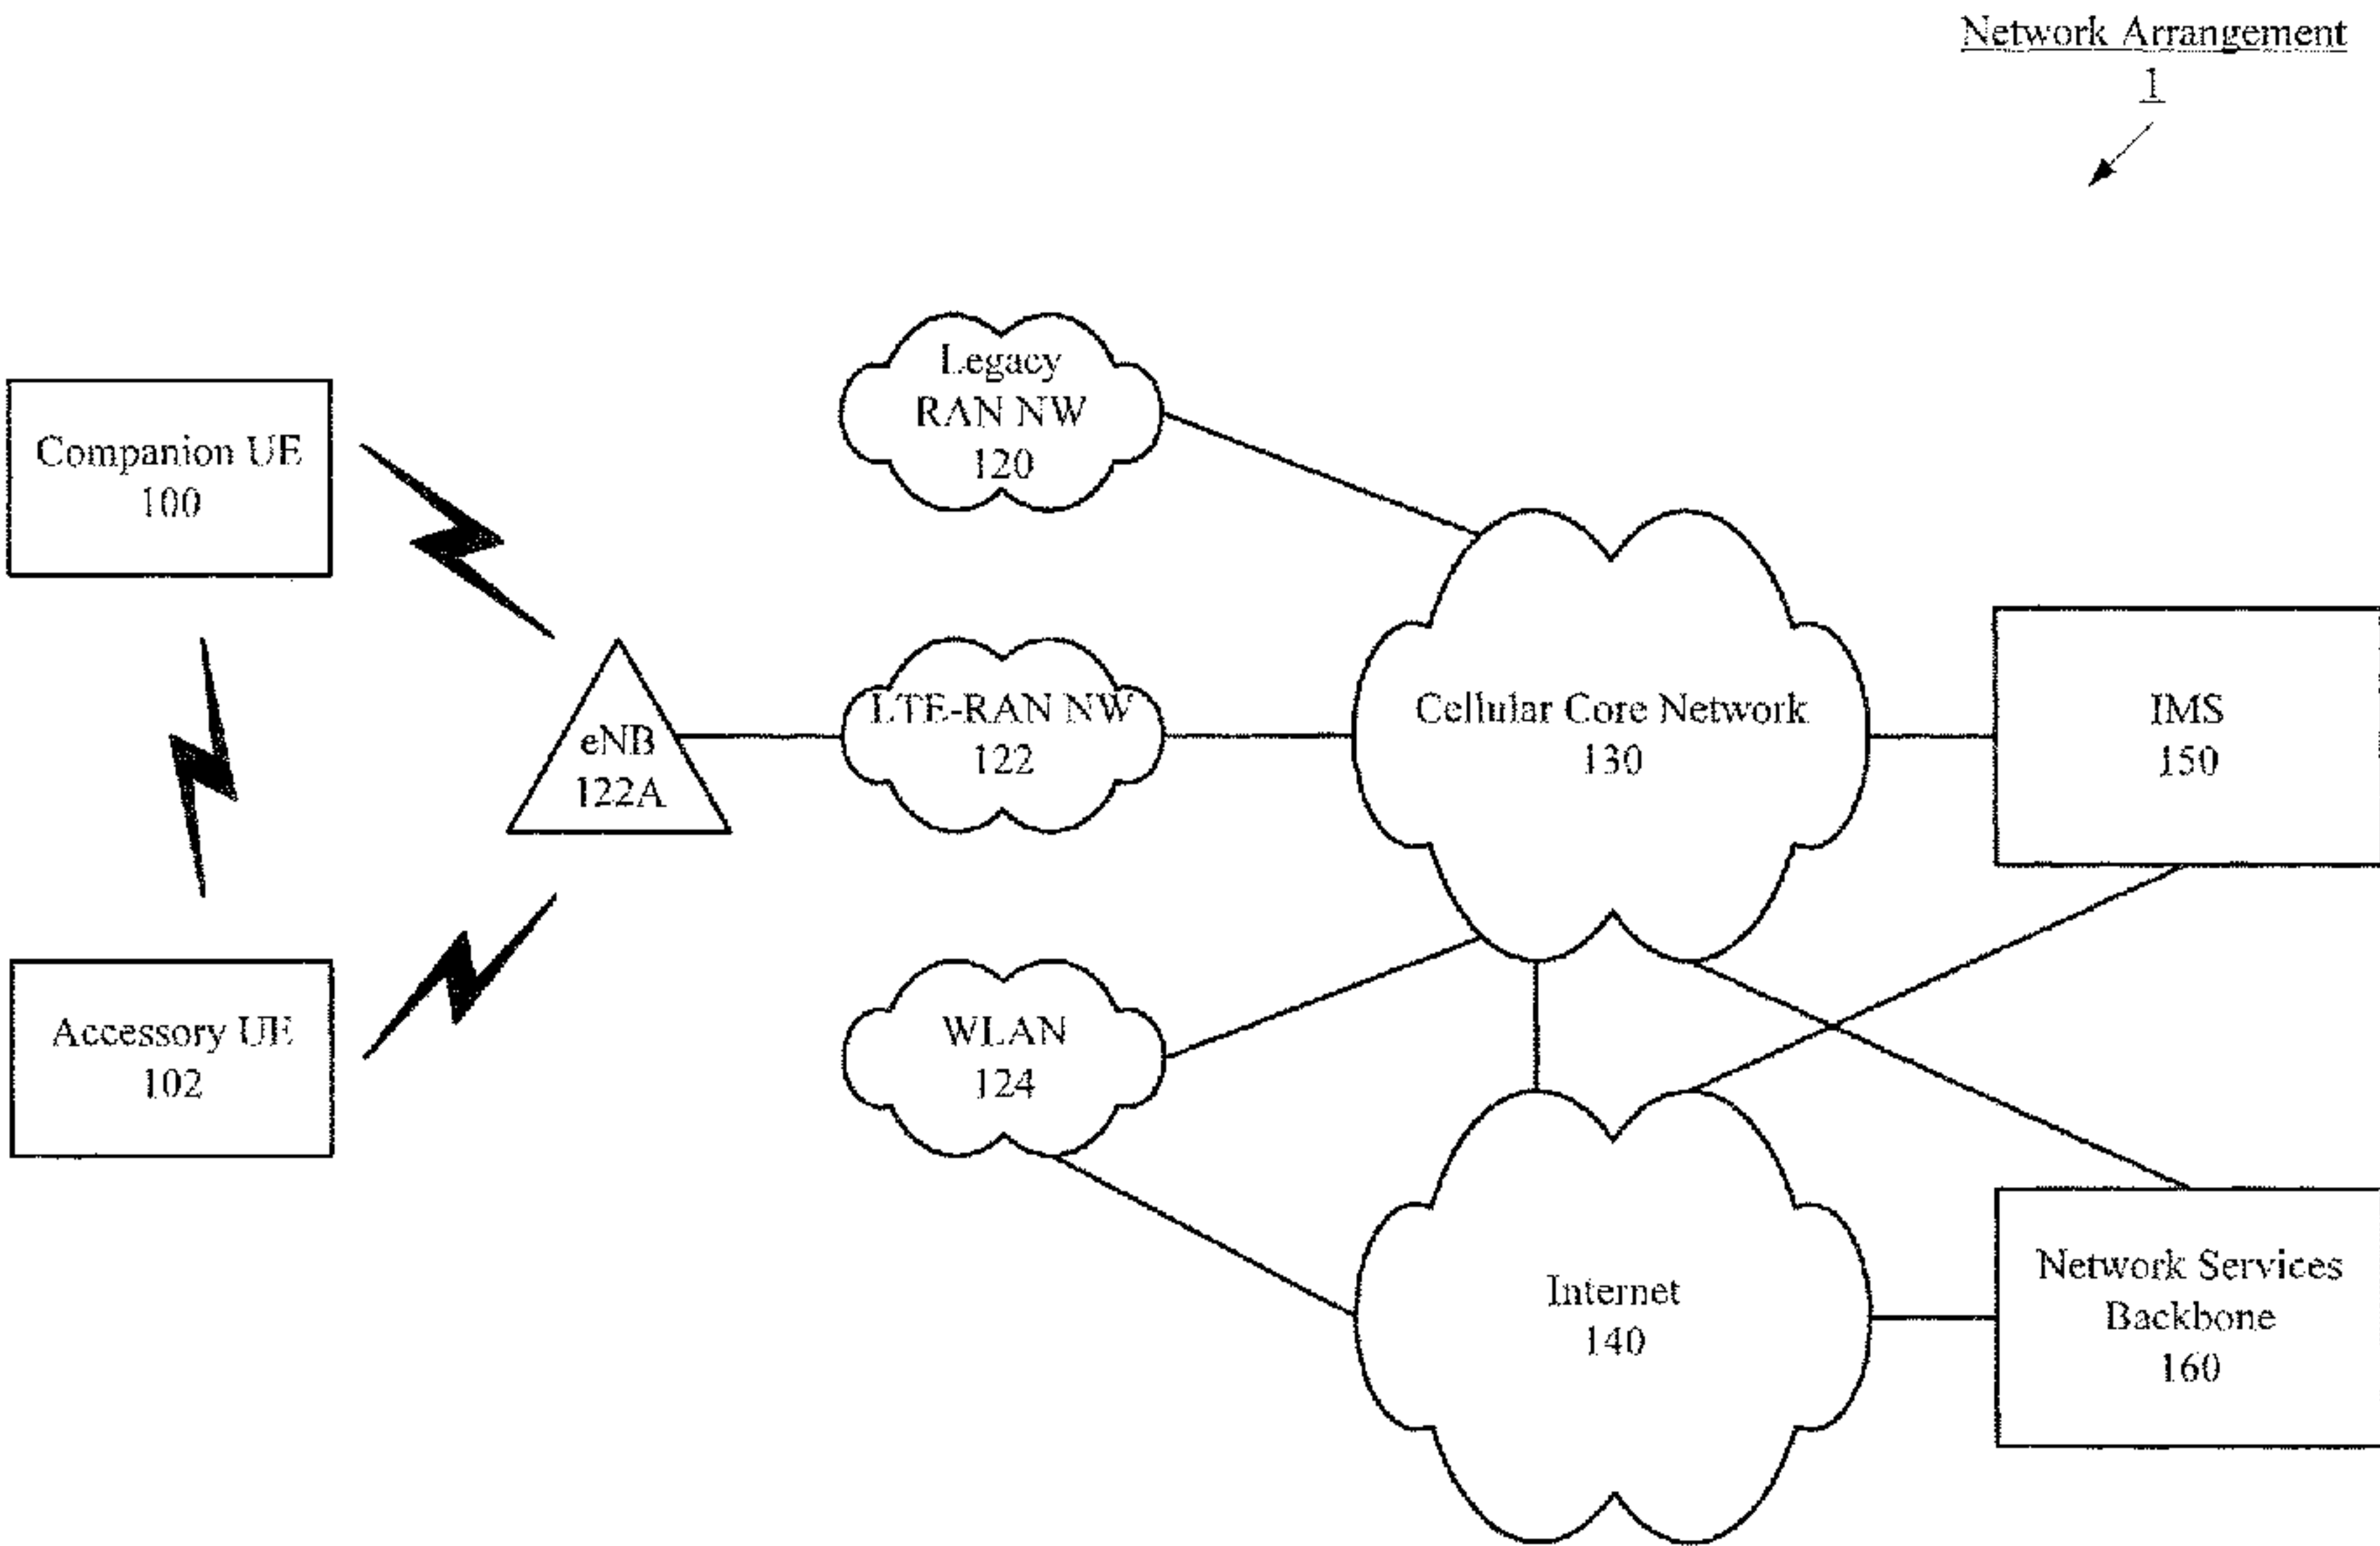 Network Arrangement
1
Legacy
RAN NW
120
Companion UE
100
LTE-RAN NW
122
eNB
122A
Cellular Core Network
130
IMS
150
Accessory UE
102
WLAN
124
Internet
140
Network Services
Backbone
160